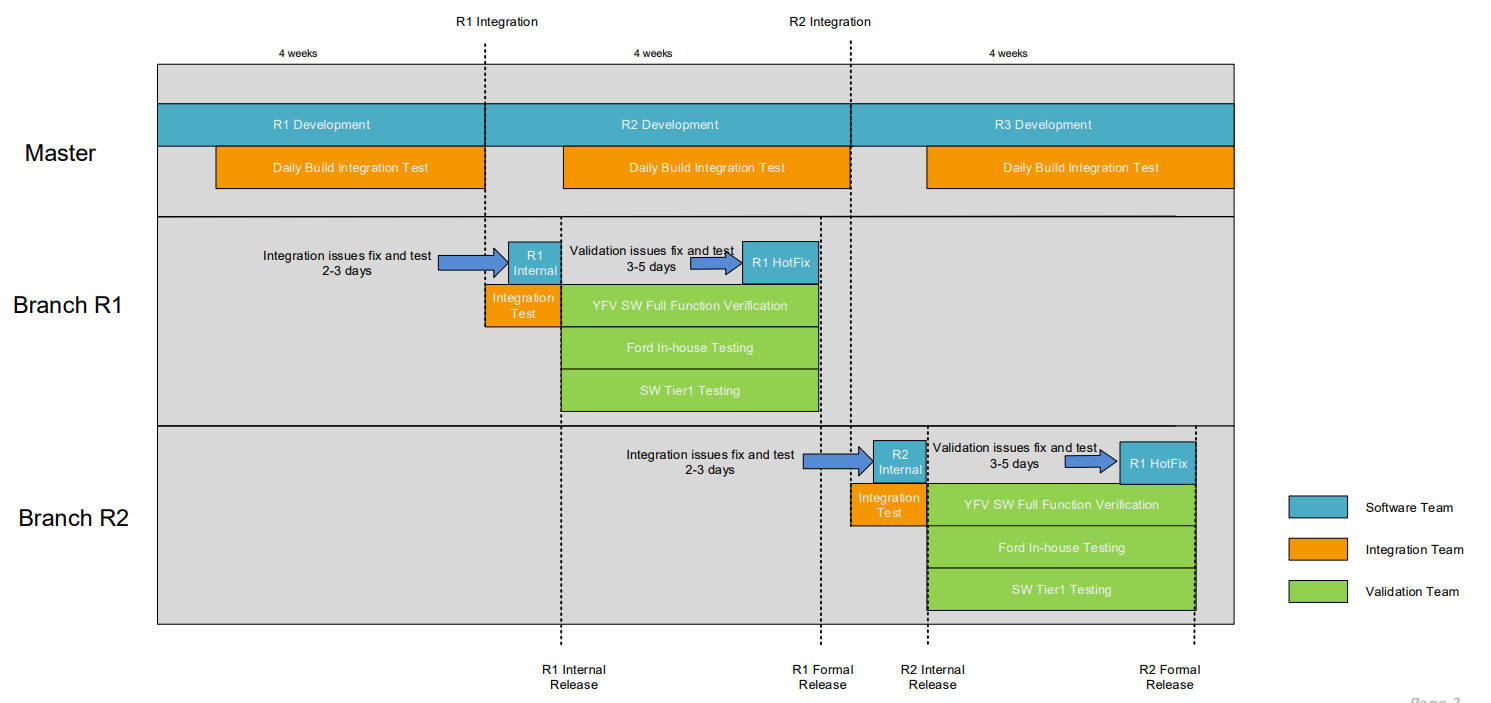 R1 Integration
R2 Integration
4 weeks
4 weeks
4 weeks
Master
R1 Development
R2 Development
R3 Development
Daily Build Integration Test
Daily Build Integration Test
Daily Build Integration Test
Branch R1
Integration issues fix and test
2-3 days
R1
Internal
Validation issues fix and test
3-5 days
R1 HotFix
Integration
Test
YFV SW Full Function Verification
Ford In-house Testing
SW Tier1 Testing
Branch R2
Integration issues fix and test
2-3 days
R2
Internal
Validation issues fix and test
3-5 days
R1 HotFix
Integration
Test
YFV SW Full Function Verification
Ford In-house Testing
SW Tier1 Testing
Software Team
Integration Team
Validation Team
R1 Internal
Release
R1 Formal
Release
R2 Internal
Release
R2 Formal
Release
Page 2